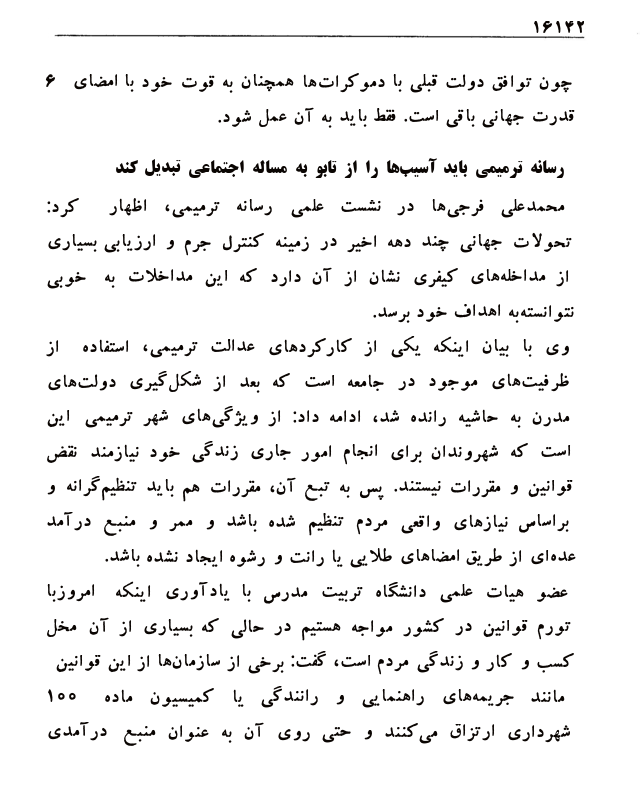 ۱۶۱۴۲
چون توافق دولت قبلی با دموکرات‌ها همچنان به قوت خود با امضای ۶
قدرت جهانی باقی است. فقط باید به آن عمل شود.
رسانه ترمیمی باید آسیب‌ها را از تابو به مساله اجتماعی تبدیل کند
محمدعلی فرجی‌ها در نشست علمی رسانه ترمیمی، اظهار کرد:
تحولات جهانی چند دهه اخیر در زمینه کنترل جرم و ارزیابی بسیاری
از مداخله‌های کیفری نشان از آن دارد که این مداخلات به خوبی
نتوانسته‌به اهداف خود برسد.
وی با بیان اینکه یکی از کارکردهای عدالت ترمیمی، استفاده از
ظرفیت‌های موجود در جامعه است که بعد از شکل‌گیری دولت‌های
مدرن به حاشیه رانده شد، ادامه داد: از ویژگی‌های شهر ترمیمی این
است که شهروندان برای انجام امور جاری زندگی خود نیازمند نقض
قوانین و مقررات نیستند. پس به تبع آن، مقررات هم باید تنظیم‌گرانه و
براساس نیازهای واقعی مردم تنظیم شده باشد و ممر و منبع درآمد
عده‌ای از طریق امضاهای طلایی یا رانت و رشوه ایجاد نشده باشد.
عضو هیات علمی دانشگاه تربیت مدرس با یادآوری اینکه امروزبا
تورم قوانین در کشور مواجه هستیم در حالی که بسیاری از آن مخل
کسب و کار و زندگی مردم است، گفت: برخی از سازمان‌ها از این قوانین
مانند جریمه‌های راهنمایی و رانندگی یا کمیسیون ماده ۱۰۰
شهرداری ارتزاق می‌کنند و حتی روی آن به عنوان منبع درآمدی